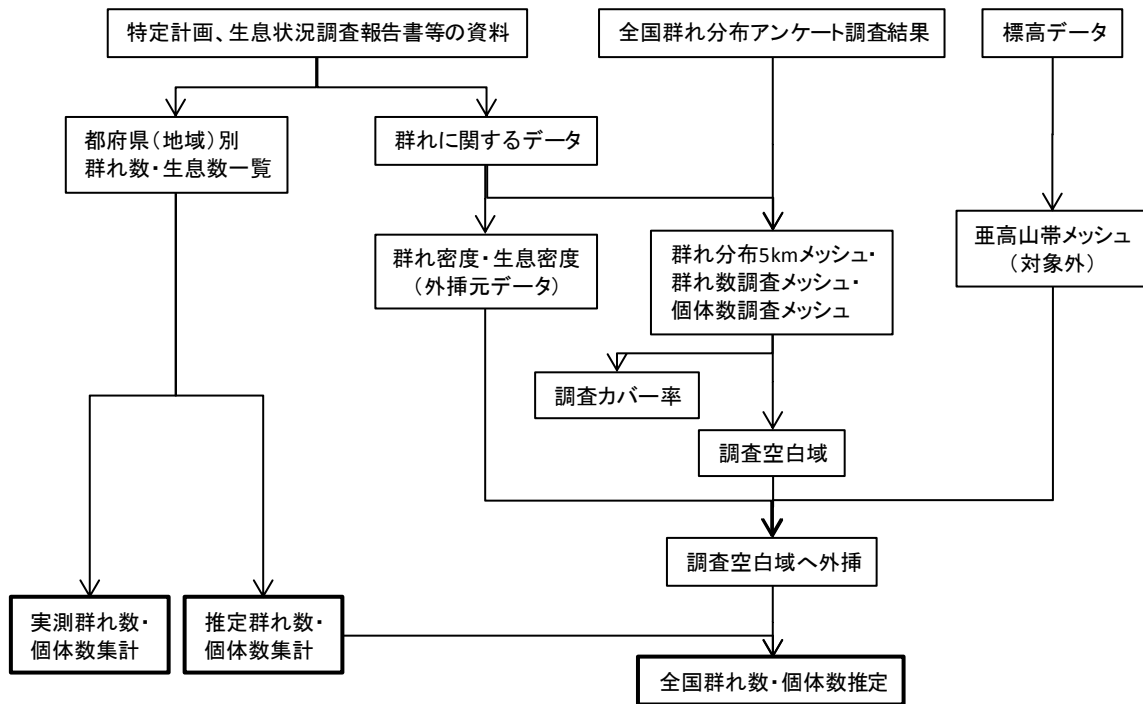 特定計画、生息状況調査報告書等の資料
全国群れ分布アンケート調査結果
標高データ
都府県(地域)別
群れ数・生息数一覧
群れに関するデータ
群れ密度・生息密度
(外挿元データ)
群れ分布5kmメッシュ・
群れ数調査メッシュ・
個体数調査メッシュ
亜高山帯メッシュ
(対象外)
調査カバー率
調査空白域
調査空白域へ外挿
実測群れ数・
個体数集計
推定群れ数・
個体数集計
全国群れ数・個体数推定